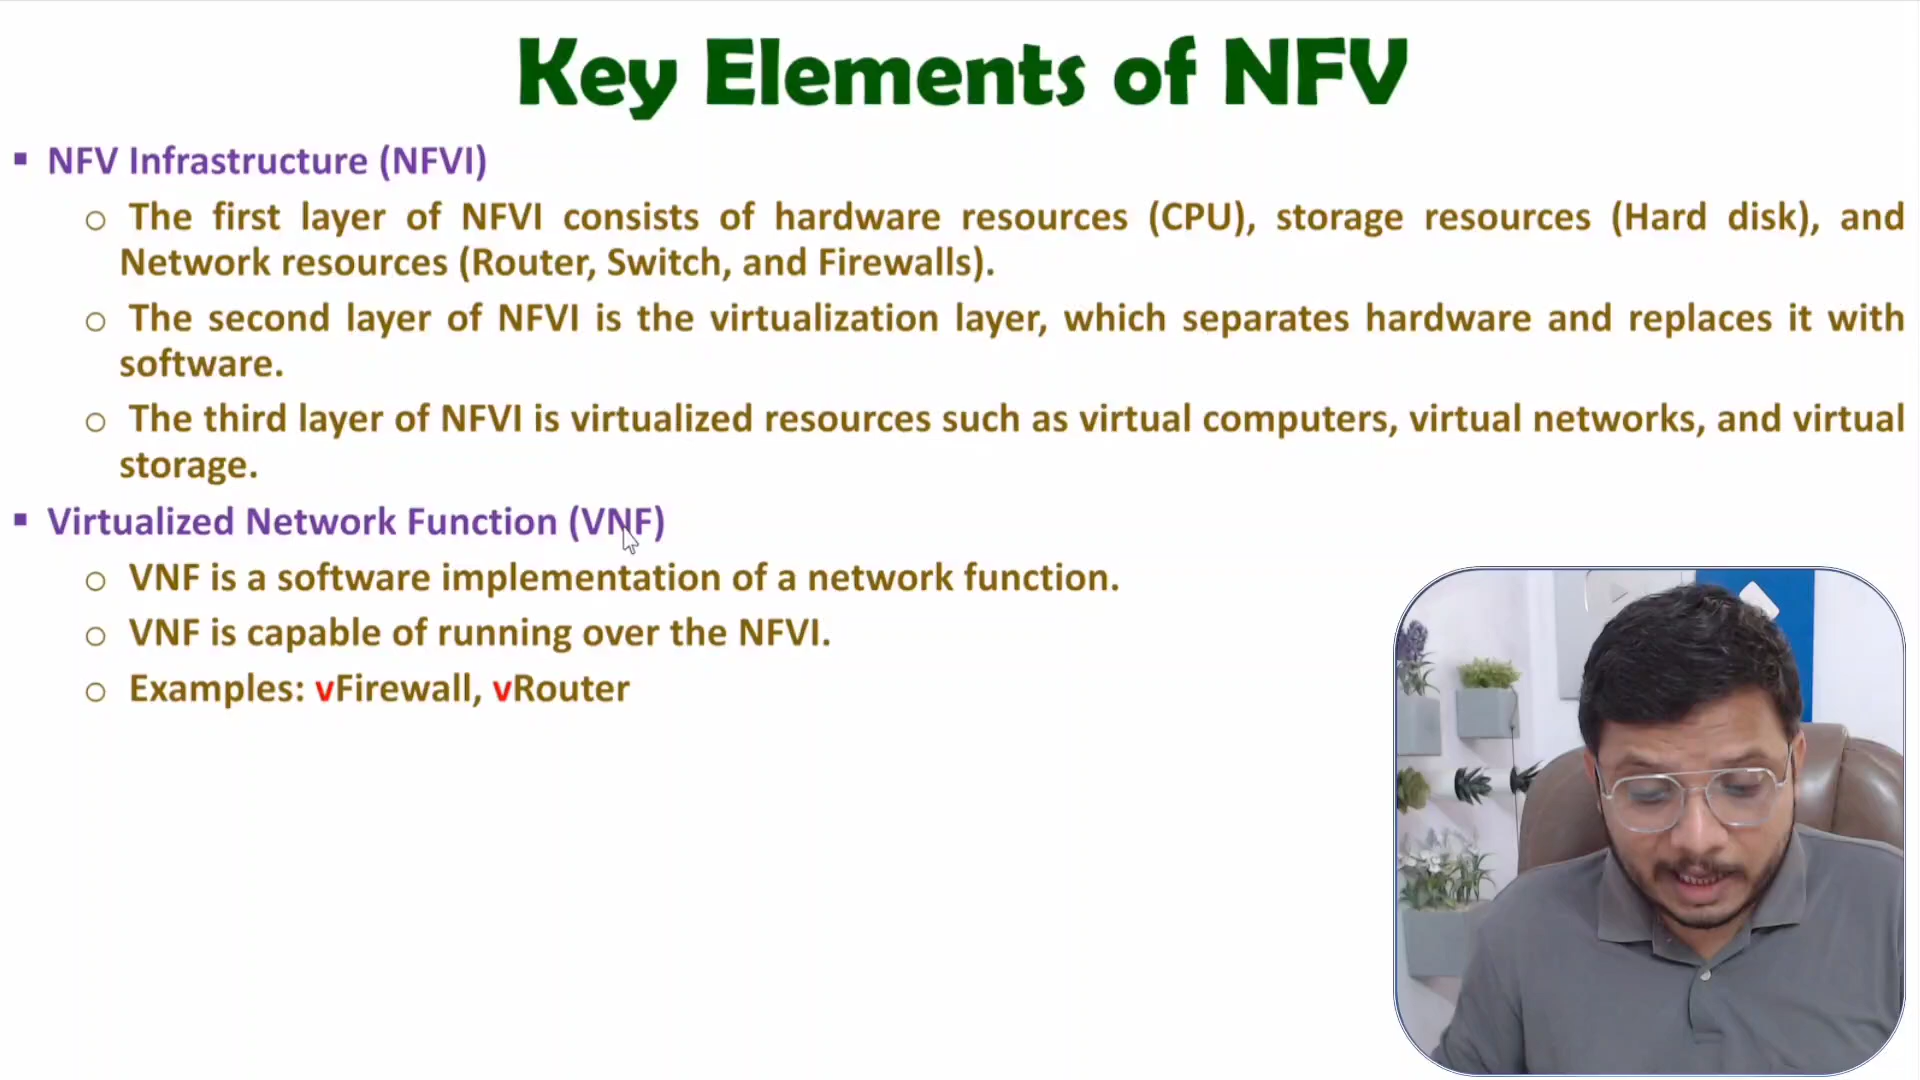 Key Elements of NFV
▪ NFV Infrastructure (NFVI)
o The first layer of NFVI consists of hardware resources (CPU), storage resources (Hard disk), and
Network resources (Router, Switch, and Firewalls).
o The second layer of NFVI is the virtualization layer, which separates hardware and replaces it with
software.
o The third layer of NFVI is virtualized resources such as virtual computers, virtual networks, and virtual
storage.
▪ Virtualized Network Function (VNF)
o VNF is a software implementation of a network function.
o VNF is capable of running over the NFVI.
o Examples: vFirewall, vRouter